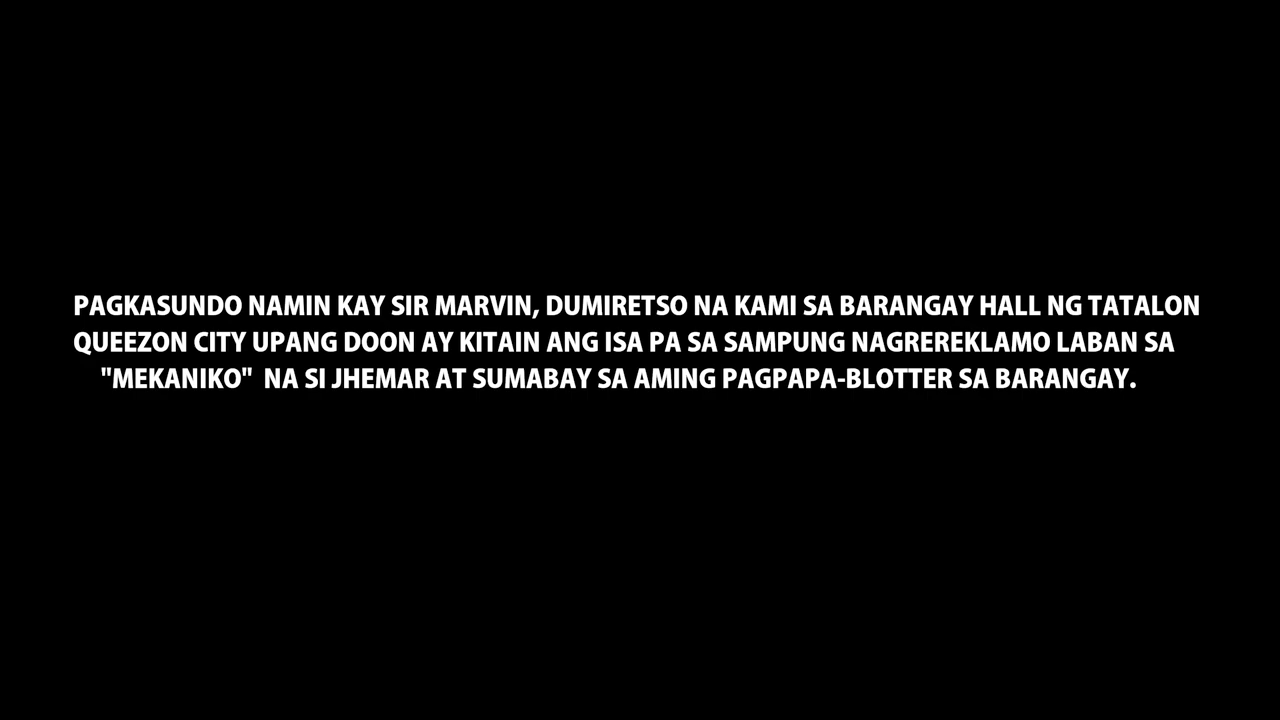 PAGKASUNDO NAMIN KAY SIR MARVIN, DUMIRETSO NA KAMI SA BARANGAY HALL NG TATALON
QUEEZON CITY UPANG DOON AY KITAIN ANG ISA PA SA SAMPUNG NAGREREKLAMO LABAN SA
"MEKANIKO"  NA SI JHEMAR AT SUMABAY SA AMING PAGPAPA-BLOTTER SA BARANGAY.